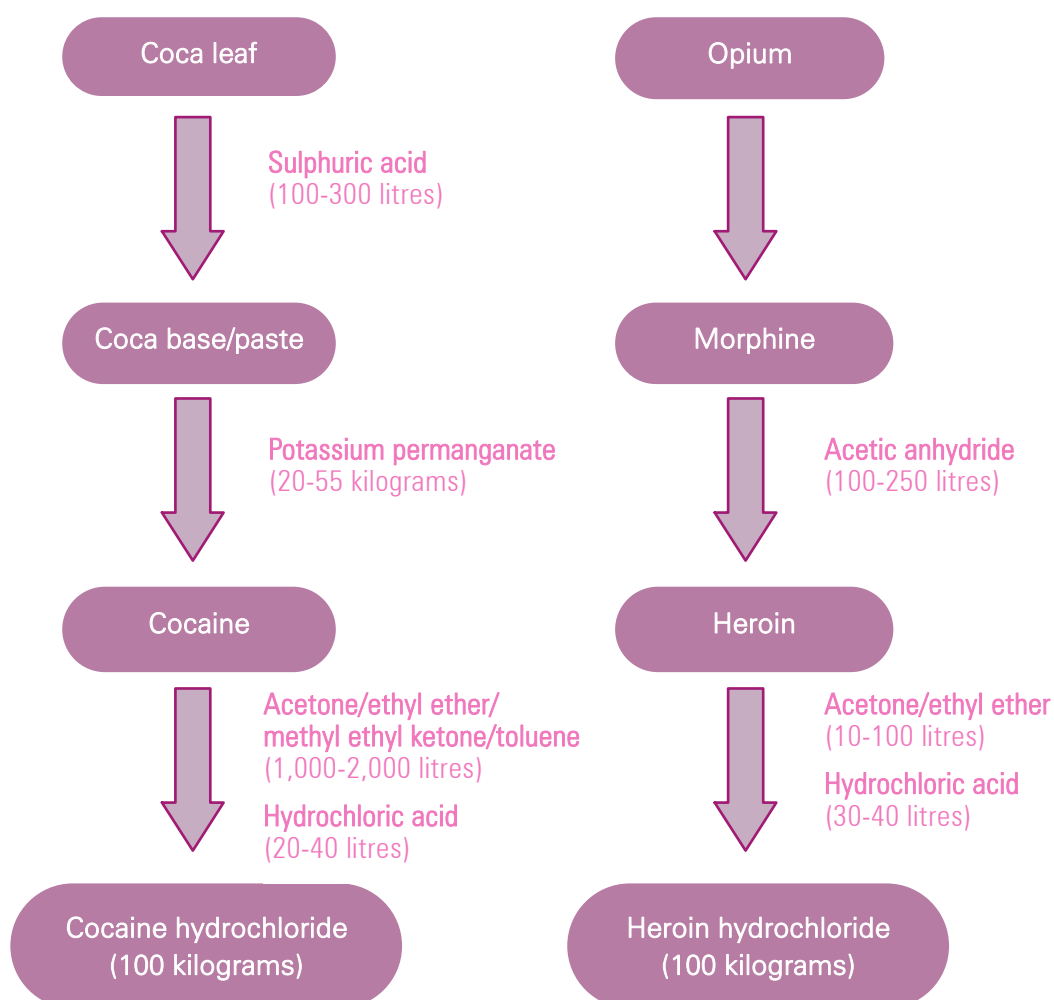 Coca leaf
Sulphuric acid
(100-300 litres)
Coca base/paste
Potassium permanganate
(20-55 kilograms)
Cocaine
Acetone/ethyl ether/
methyl ethyl ketone/toluene
(1,000-2,000 litres)
Hydrochloric acid
(20-40 litres)
Cocaine hydrochloride
(100 kilograms)
Opium
Morphine
Acetic anhydride
(100-250 litres)
Heroin
Acetone/ethyl ether
(10-100 litres)
Hydrochloric acid
(30-40 litres)
Heroin hydrochloride
(100 kilograms)